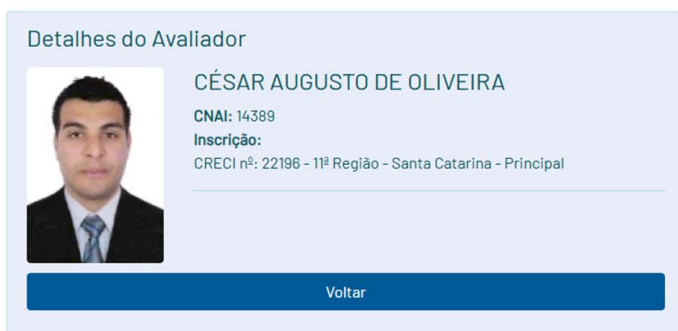 Detalhes do Avaliador
CÉSAR AUGUSTO DE OLIVEIRA
CNAI: 14389
Inscrição:
CRECI nº: 22196 - 11ª Região - Santa Catarina - Principal
Voltar